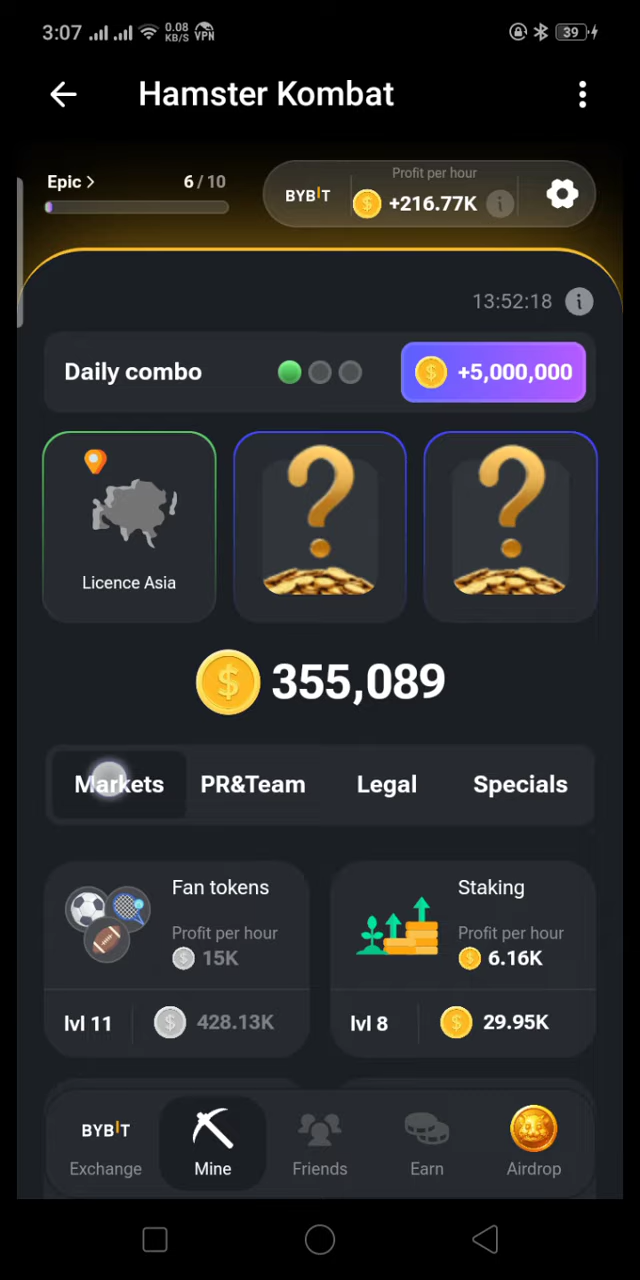 3:07 0.08 KB/S VPN 39
Hamster Kombat
Epic > 6 / 10
BYBIT Profit per hour +216.77K
13:52:18
Daily combo +5,000,000
Licence Asia
355,089
Markets PR&Team Legal Specials
Fan tokens
Profit per hour
15K
lvl 11 428.13K
Staking
Profit per hour
6.16K
lvl 8 29.95K
BYBIT
Exchange Mine Friends Earn Airdrop